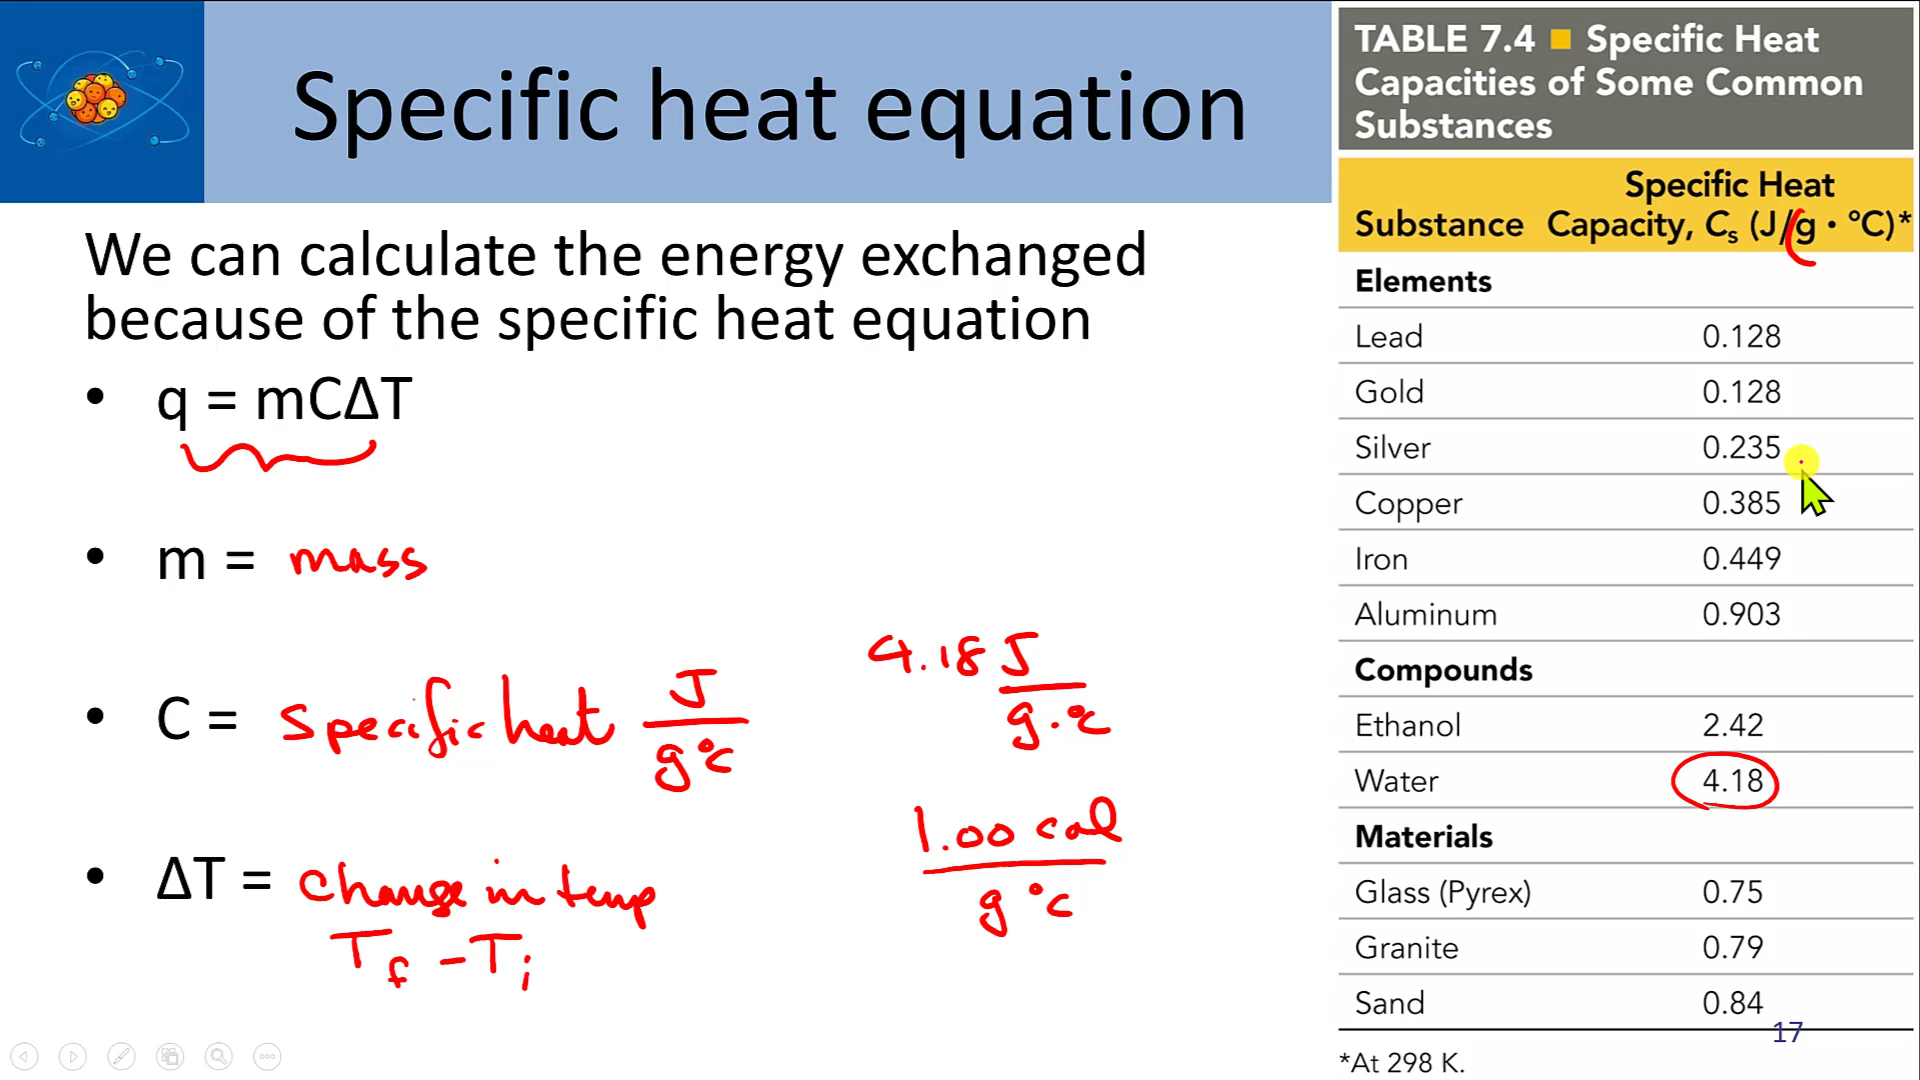 Specific heat equation
We can calculate the energy exchanged
because of the specific heat equation
• q = mCΔT
• m = mass
• C = specific heat J
g°C
• ΔT = change in temp
Tf - Ti
4.18 J
g·°C
1.00 cal
g°C
TABLE 7.4 ■ Specific Heat
Capacities of Some Common
Substances
Specific Heat
Substance Capacity, Cs (J/g · °C)*
Elements
Lead 0.128
Gold 0.128
Silver 0.235
Copper 0.385
Iron 0.449
Aluminum 0.903
Compounds
Ethanol 2.42
Water 4.18
Materials
Glass (Pyrex) 0.75
Granite 0.79
Sand 0.84
17
*At 298 K.